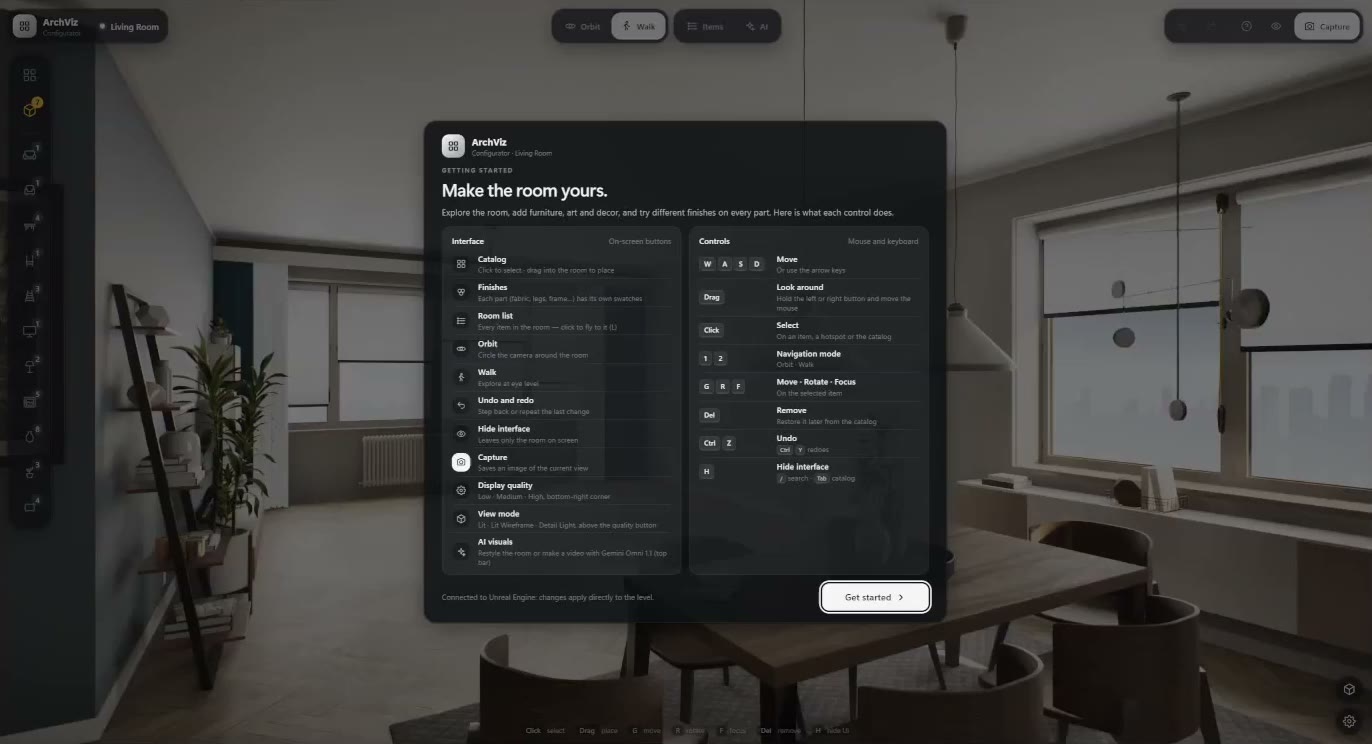 ArchViz
Configurator
Living Room
Orbit
Walk
Items
AI
Capture
7
1
1
4
1
3
1
2
5
8
3
4
ArchViz
Configurator · Living Room
GETTING STARTED
Make the room yours.
Explore the room, add furniture, art and decor, and try different finishes on every part. Here is what each control does.
Interface
On-screen buttons
Catalog
Click to select · drag into the room to place
Finishes
Each part (fabric, legs, frame...) has its own swatches
Room list
Every item in the room — click to fly to it (L)
Orbit
Circle the camera around the room
Walk
Explore at eye level
Undo and redo
Step back or repeat the last change
Hide interface
Leaves only the room on screen
Capture
Saves an image of the current view
Display quality
Low · Medium · High, bottom-right corner
View mode
Lit · Lit Wireframe · Detail Light, above the quality button
AI visuals
Restyle the room or make a video with Gemini Omni 1.1 (top
bar)
Controls
Mouse and keyboard
W A S D
Move
Or use the arrow keys
Drag
Look around
Hold the left or right button and move the
mouse
Click
Select
On an item, a hotspot or the catalog
1 2
Navigation mode
Orbit · Walk
G R F
Move · Rotate · Focus
On the selected item
Del
Remove
Restore it later from the catalog
Ctrl Z
Undo
Ctrl Y redoes
H
Hide interface
/ search · Tab catalog
Connected to Unreal Engine: changes apply directly to the level.
Get started
Click select Drag place G move R rotate F focus Del remove H hide UI